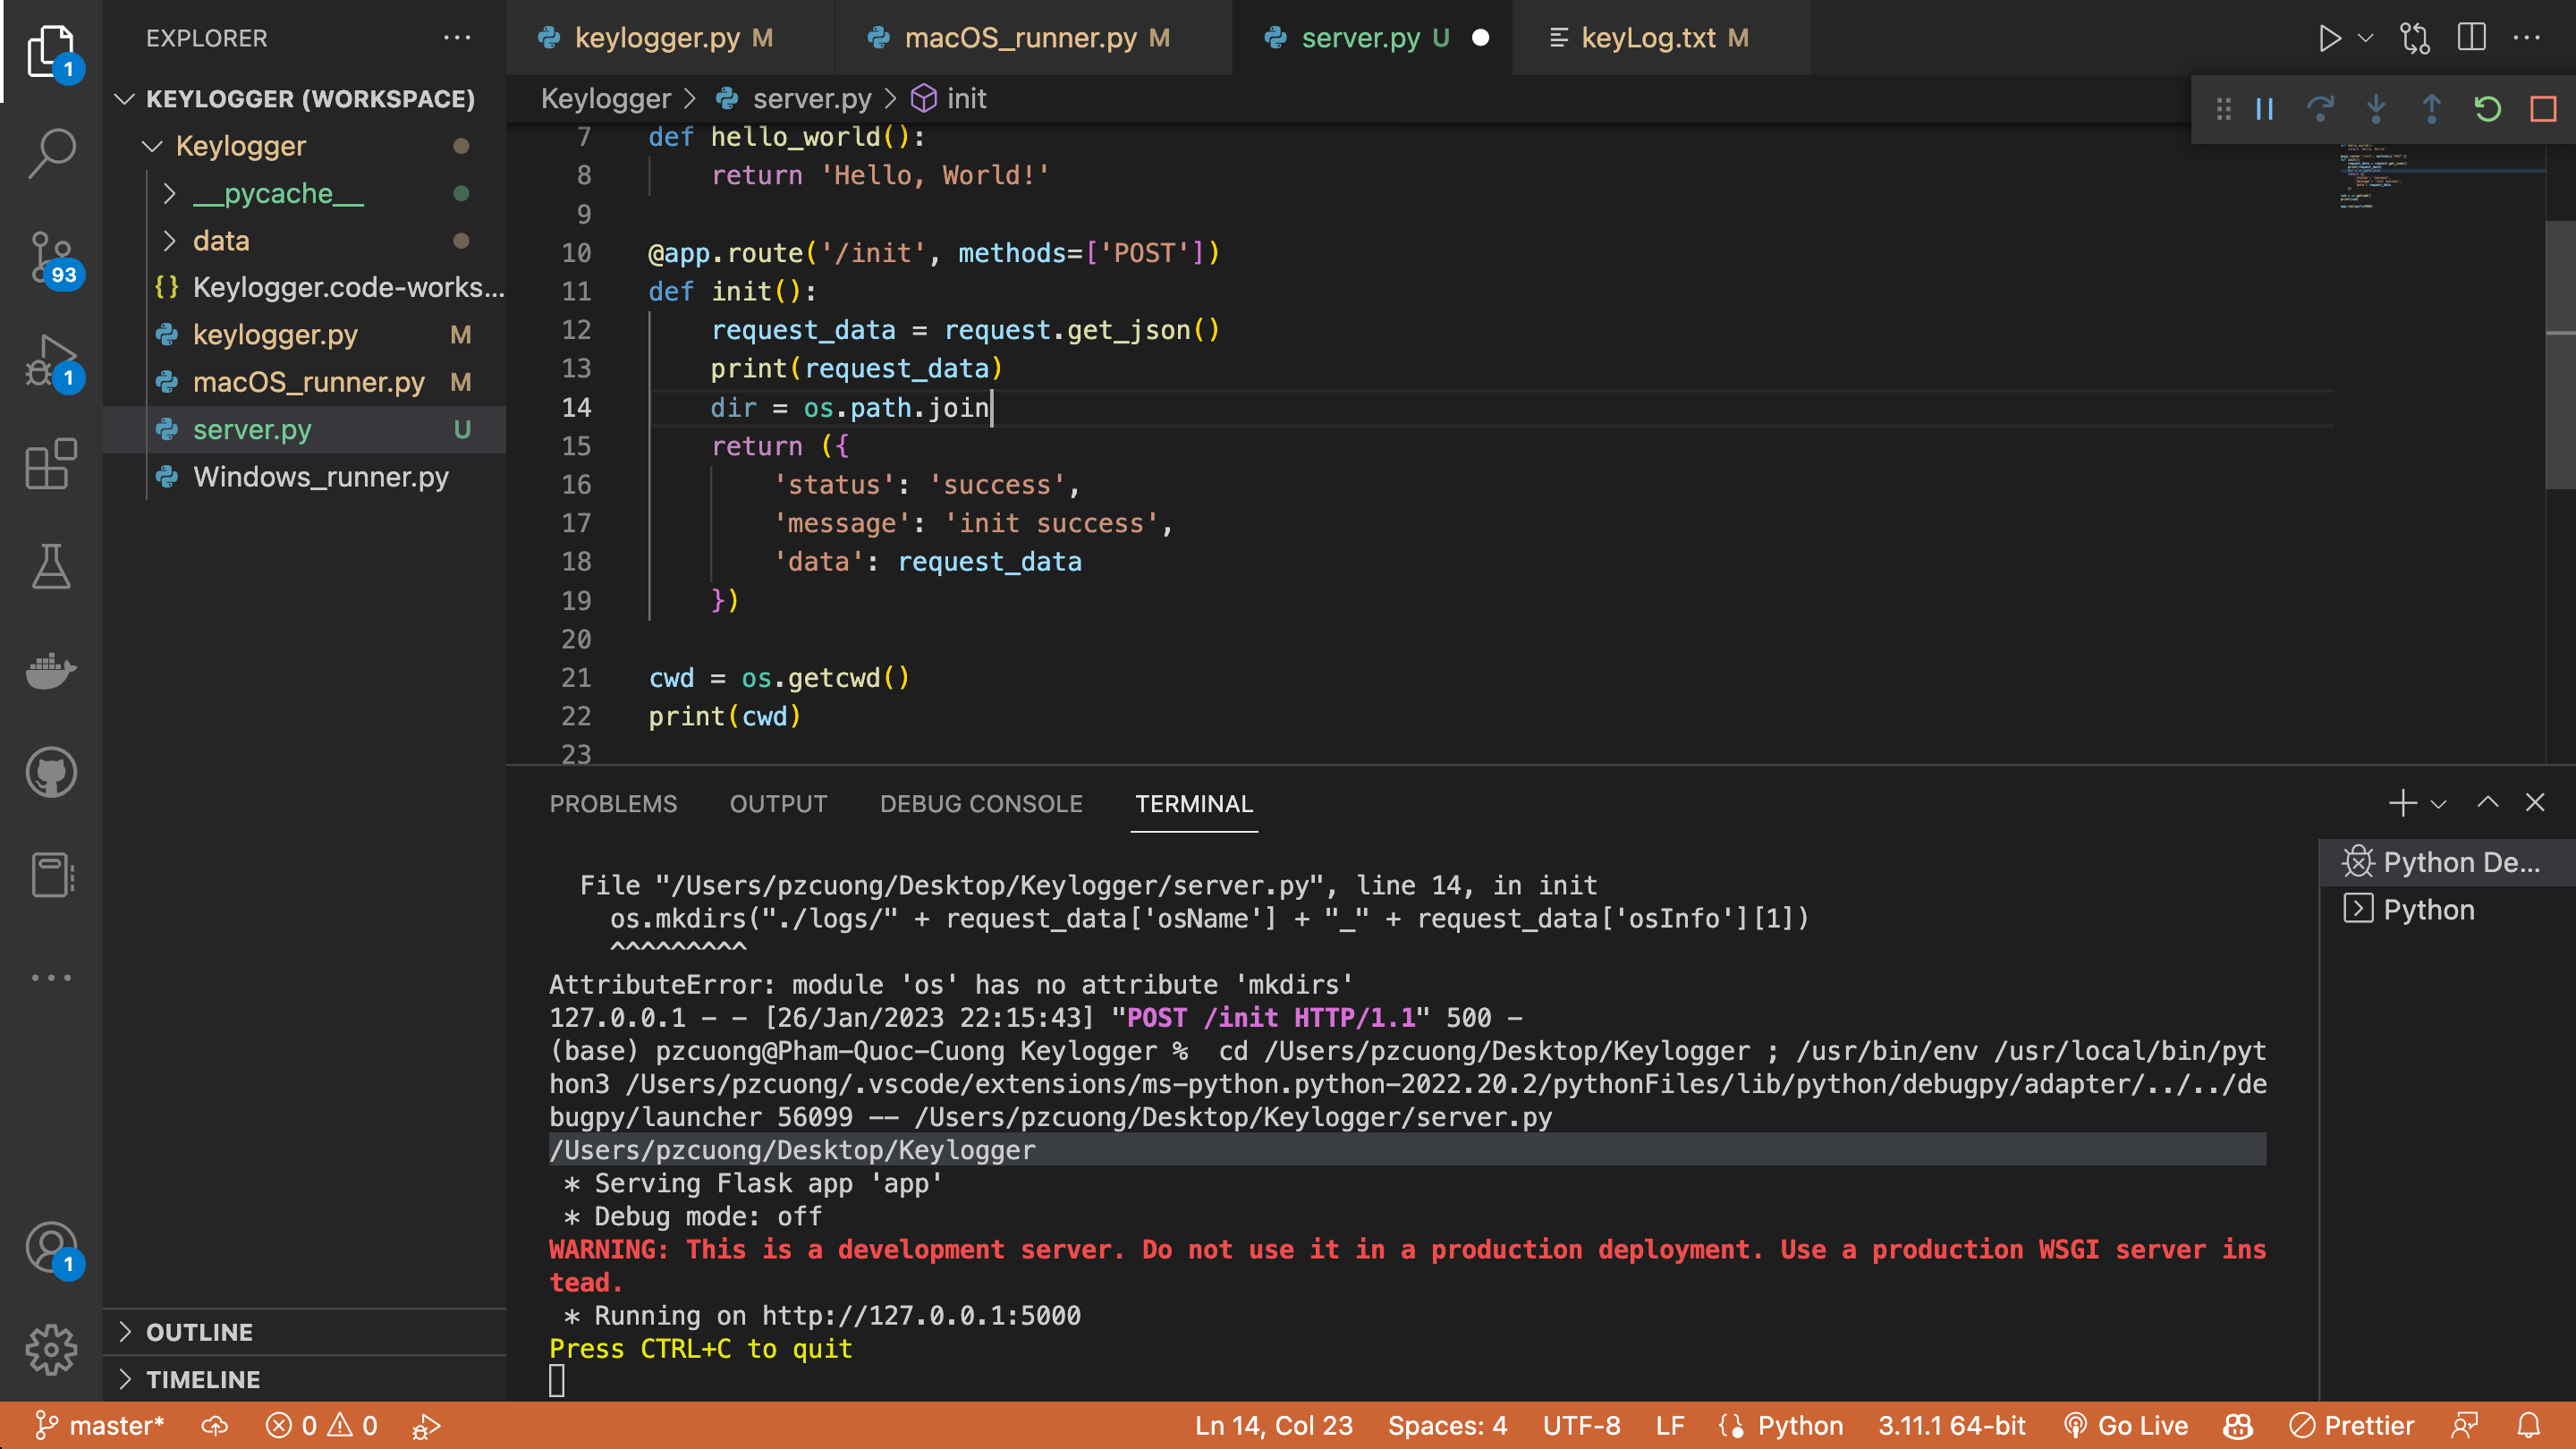 EXPLORER
KEYLOGGER (WORKSPACE)
Keylogger
__pycache__
data
{} Keylogger.code-works...
keylogger.py M
macOS_runner.py M
server.py U
Windows_runner.py
OUTLINE
TIMELINE
1
93
1
1
keylogger.py M
macOS_runner.py M
server.py U
keyLog.txt M
Keylogger > server.py > init
7 def hello_world():
8 return 'Hello, World!'
9
10 @app.route('/init', methods=['POST'])
11 def init():
12 request_data = request.get_json()
13 print(request_data)
14 dir = os.path.join
15 return ({
16 'status': 'success',
17 'message': 'init success',
18 'data': request_data
19 })
20
21 cwd = os.getcwd()
22 print(cwd)
23
PROBLEMS OUTPUT DEBUG CONSOLE TERMINAL
File "/Users/pzcuong/Desktop/Keylogger/server.py", line 14, in init
os.mkdirs("./logs/" + request_data['osName'] + "_" + request_data['osInfo'][1])
^^^^^^^^^
AttributeError: module 'os' has no attribute 'mkdirs'
127.0.0.1 - - [26/Jan/2023 22:15:43] "POST /init HTTP/1.1" 500 -
(base) pzcuong@Pham-Quoc-Cuong Keylogger %  cd /Users/pzcuong/Desktop/Keylogger ; /usr/bin/env /usr/local/bin/pyt
hon3 /Users/pzcuong/.vscode/extensions/ms-python.python-2022.20.2/pythonFiles/lib/python/debugpy/adapter/../../de
bugpy/launcher 56099 -- /Users/pzcuong/Desktop/Keylogger/server.py
/Users/pzcuong/Desktop/Keylogger
* Serving Flask app 'app'
* Debug mode: off
WARNING: This is a development server. Do not use it in a production deployment. Use a production WSGI server ins
tead.
* Running on http://127.0.0.1:5000
Press CTRL+C to quit
Python De...
Python
master* 0 0
Ln 14, Col 23 Spaces: 4 UTF-8 LF {} Python 3.11.1 64-bit Go Live Prettier